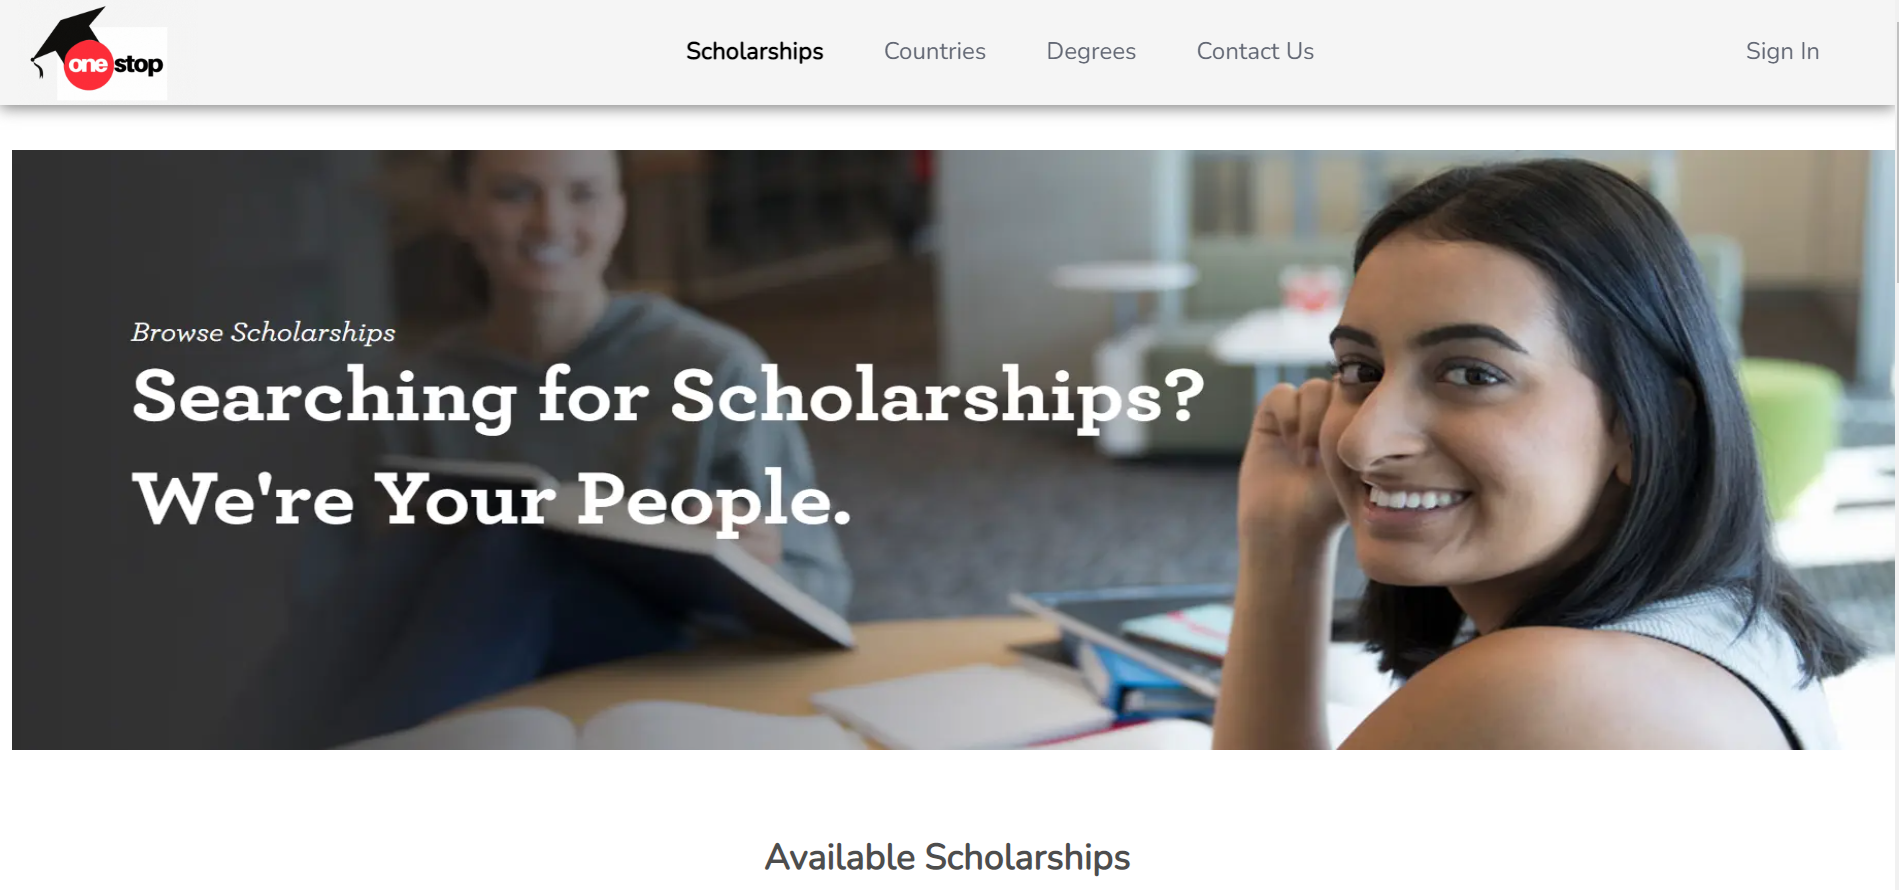 one stop
Scholarships
Countries
Degrees
Contact Us
Sign In
Browse Scholarships
Searching for Scholarships?
We're Your People.
Available Scholarships